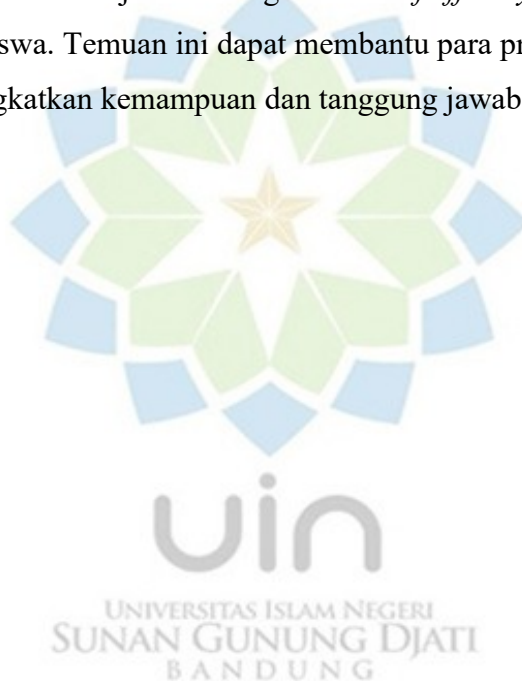 swa. Temuan ini dapat membantu para pr
gkatkan kemampuan dan tanggung jawab
uin
UNIVERSITAS ISLAM NEGERI
SUNAN GUNUNG DJATI
BANDUNG